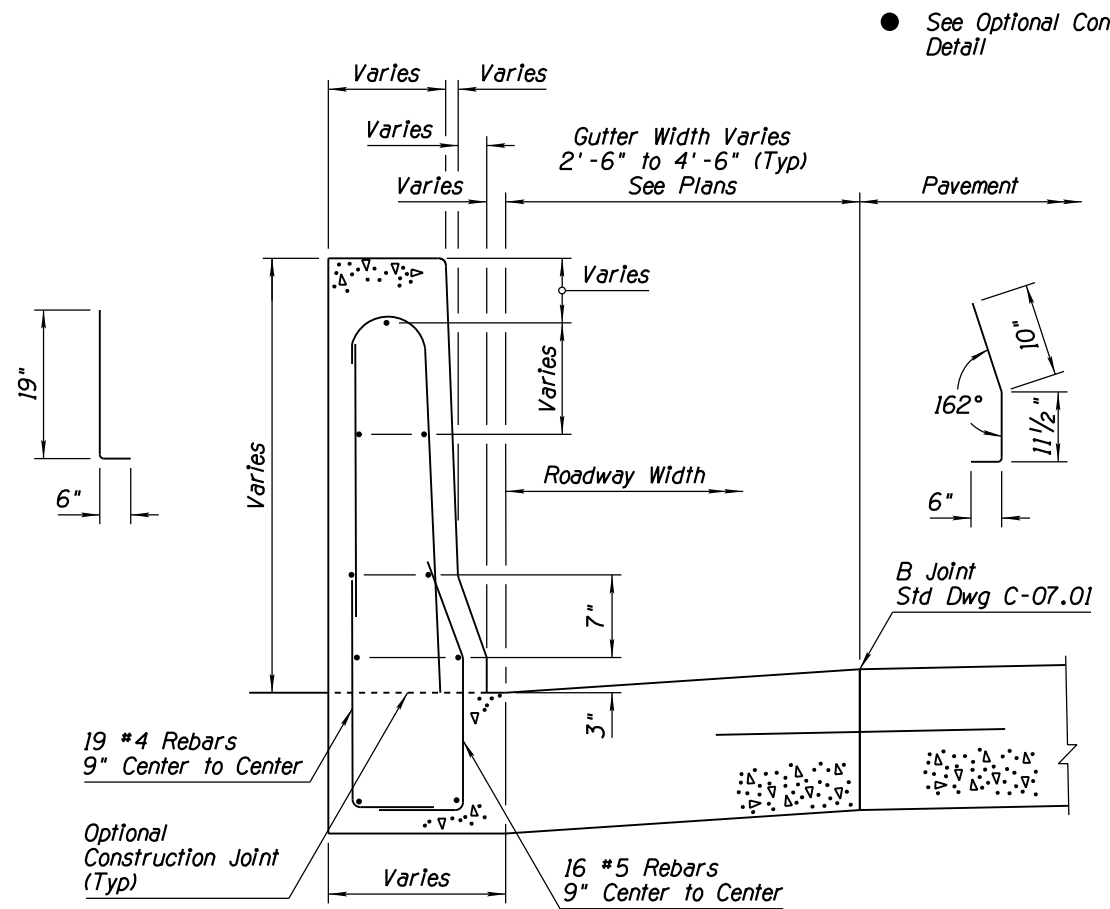 See Optional Con
Detail
Varies
Varies
Varies
Gutter Width Varies
2'-6" to 4'-6" (Typ)
See Plans
Varies
Pavement
Varies
19"
Varies
10"
162°
11 1/2"
Varies
Roadway Width
6"
6"
B Joint
Std Dwg C-07.01
7"
3"
19 #4 Rebars
9" Center to Center
Optional
Construction Joint
(Typ)
Varies
16 #5 Rebars
9" Center to Center